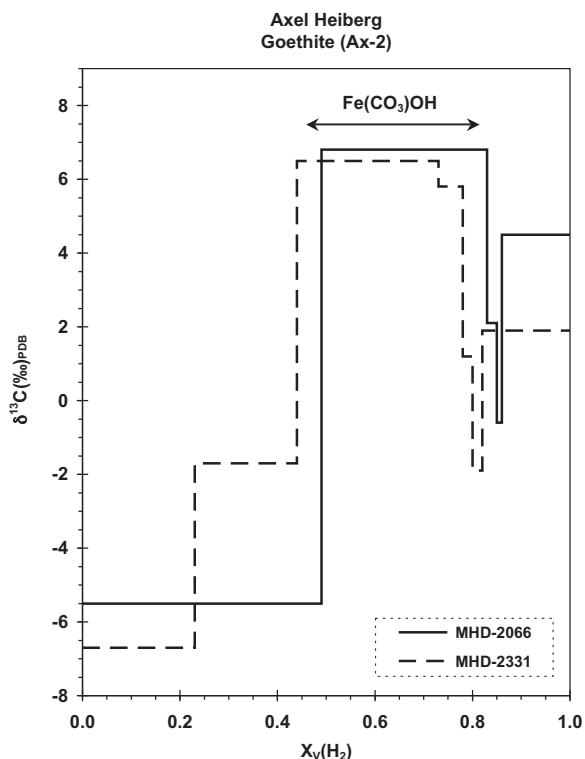 Axel Heiberg
Goethite (Ax-2)
Fe(CO₃)OH
8
6
4
2
0
-2
-4
-6
-8
δ¹³C(‰)PDB
MHD-2066
MHD-2331
0.0 0.2 0.4 0.6 0.8 1.0
Xᵥ(H₂)